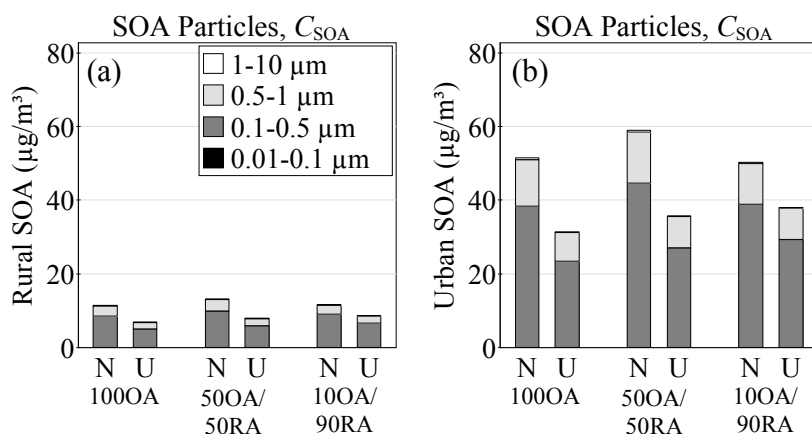 SOA Particles, C_SOA
(a)
1-10 µm
0.5-1 µm
0.1-0.5 µm
0.01-0.1 µm
Rural SOA (µg/m³)
80
60
40
20
0
N U N U N U
100OA 50OA/ 10OA/
50RA 90RA
SOA Particles, C_SOA
(b)
Urban SOA (µg/m³)
80
60
40
20
0
N U N U N U
100OA 50OA/ 10OA/
50RA 90RA